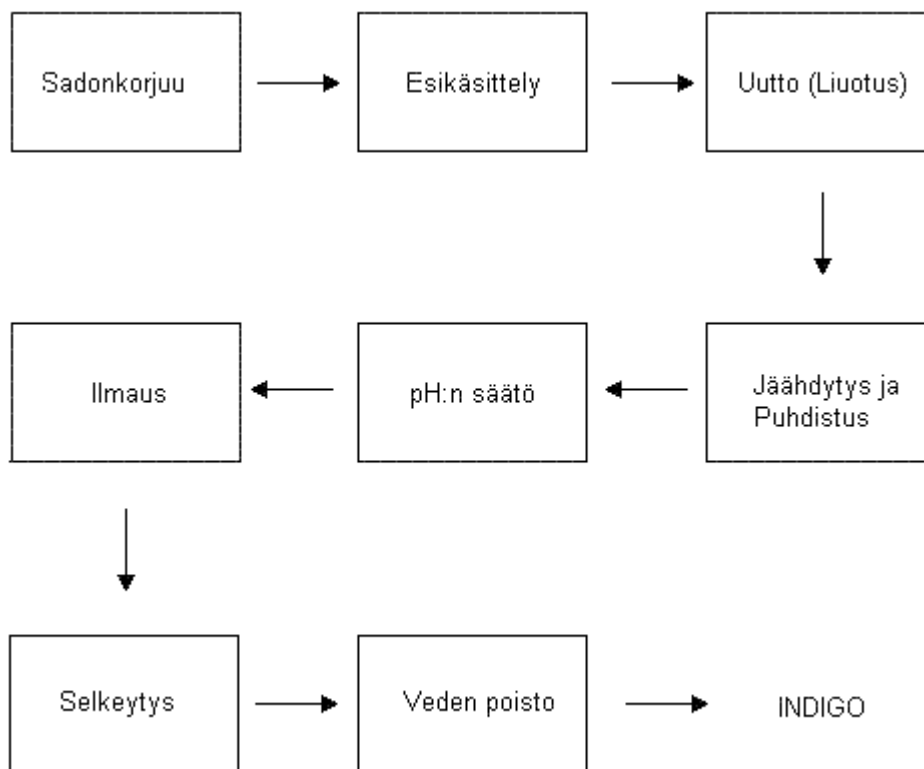 Sadonkorjuu
Esikäsittely
Uutto (Liuotus)
Jäähdytys ja
Puhdistus
pH:n säätö
Ilmaus
Selkeytys
Veden poisto
INDIGO